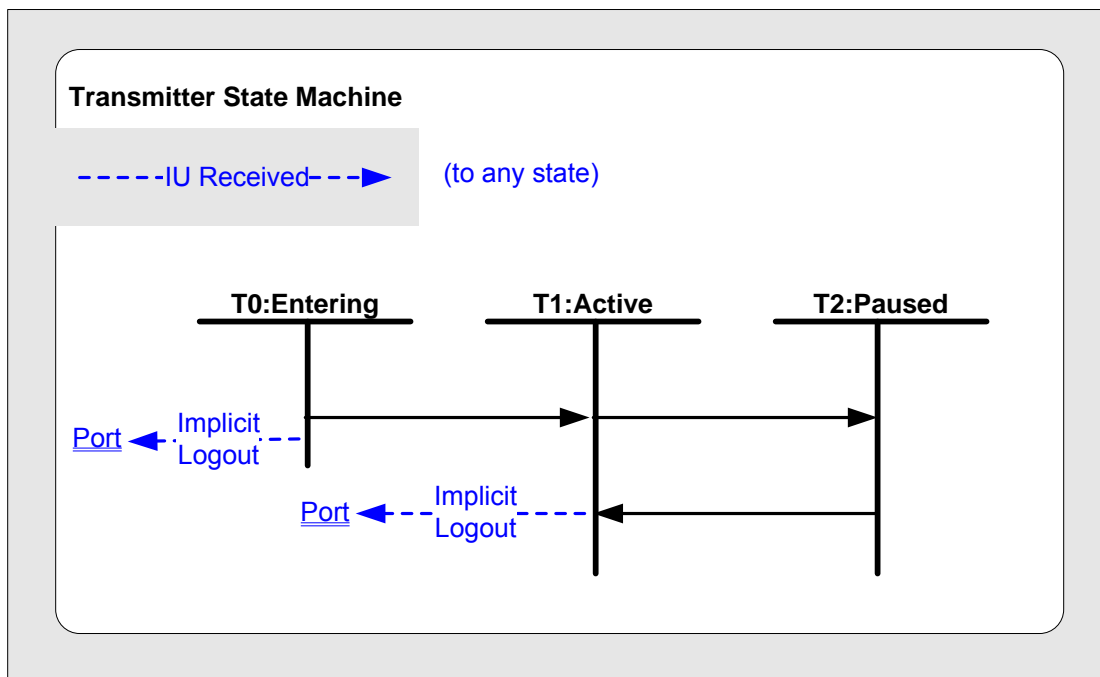 Transmitter State Machine
IU Received
(to any state)
T0:Entering
T1:Active
T2:Paused
Port
Implicit
Logout
Port
Implicit
Logout